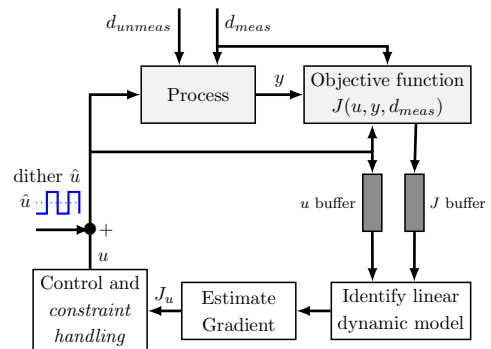 d_unmeas
d_meas
Process
y
Objective function
J(u, y, d_meas)
dither û
û
+
u buffer
J buffer
u
Control and
constraint
handling
J_u
Estimate
Gradient
Identify linear
dynamic model